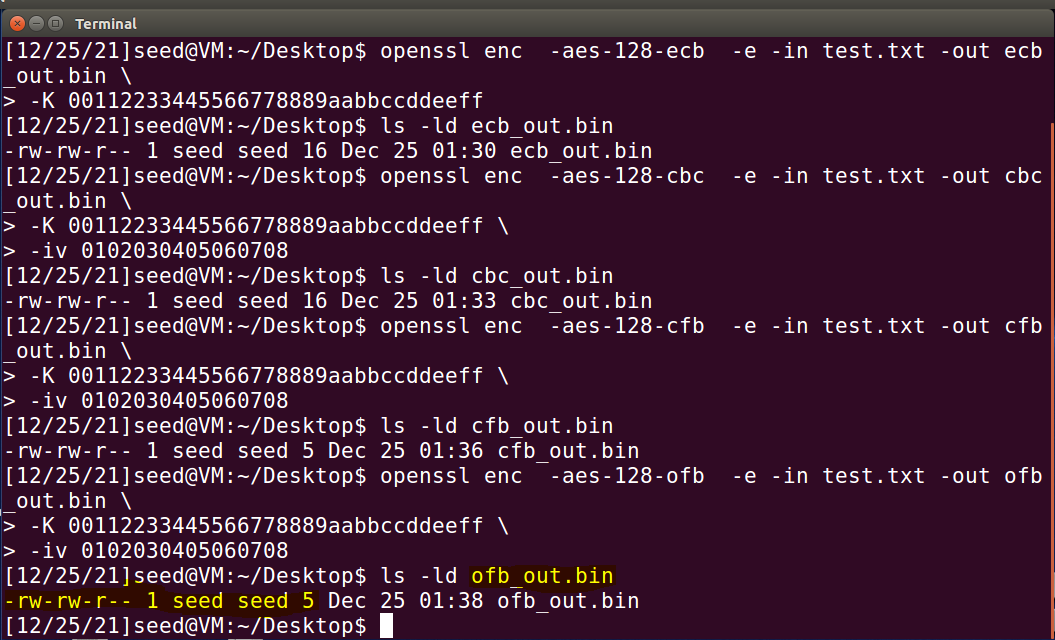 Terminal
[12/25/21]seed@VM:~/Desktop$ openssl enc  -aes-128-ecb  -e -in test.txt -out ecb
_out.bin \
> -K 00112233445566778889aabbccddeeff
[12/25/21]seed@VM:~/Desktop$ ls -ld ecb_out.bin
-rw-rw-r-- 1 seed seed 16 Dec 25 01:30 ecb_out.bin
[12/25/21]seed@VM:~/Desktop$ openssl enc  -aes-128-cbc  -e -in test.txt -out cbc
_out.bin \
> -K 00112233445566778889aabbccddeeff \
> -iv 0102030405060708
[12/25/21]seed@VM:~/Desktop$ ls -ld cbc_out.bin
-rw-rw-r-- 1 seed seed 16 Dec 25 01:33 cbc_out.bin
[12/25/21]seed@VM:~/Desktop$ openssl enc  -aes-128-cfb  -e -in test.txt -out cfb
_out.bin \
> -K 00112233445566778889aabbccddeeff \
> -iv 0102030405060708
[12/25/21]seed@VM:~/Desktop$ ls -ld cfb_out.bin
-rw-rw-r-- 1 seed seed 5 Dec 25 01:36 cfb_out.bin
[12/25/21]seed@VM:~/Desktop$ openssl enc  -aes-128-ofb  -e -in test.txt -out ofb
_out.bin \
> -K 00112233445566778889aabbccddeeff \
> -iv 0102030405060708
[12/25/21]seed@VM:~/Desktop$ ls -ld ofb_out.bin
-rw-rw-r-- 1 seed seed 5 Dec 25 01:38 ofb_out.bin
[12/25/21]seed@VM:~/Desktop$